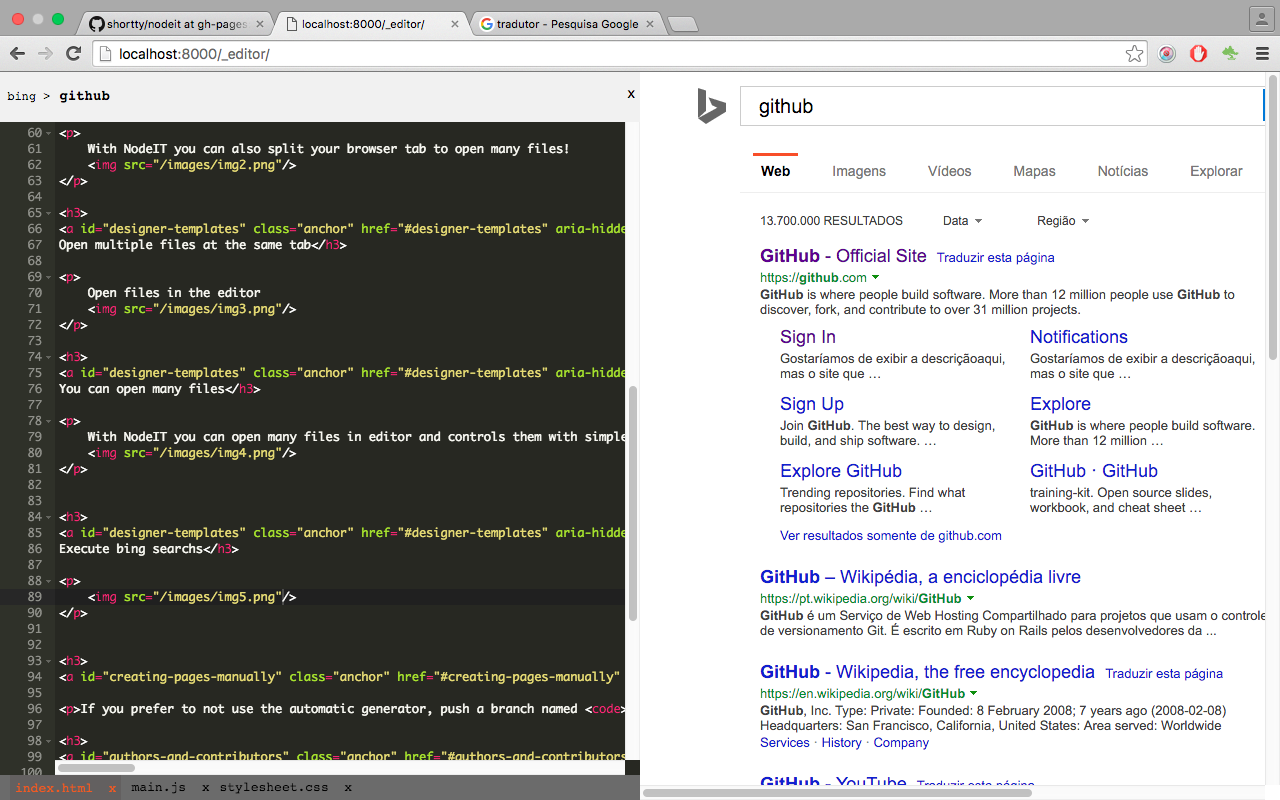 shortty/nodeit at gh-pages
localhost:8000/_editor/
tradutor - Pesquisa Google
localhost:8000/_editor/
bing > github
x
60 <p>
61 With NodeIT you can also split your browser tab to open many files!
62 <img src="/images/img2.png"/>
63 </p>
64
65 <h3>
66 <a id="designer-templates" class="anchor" href="#designer-templates" aria-hidde
67 Open multiple files at the same tab</h3>
68
69 <p>
70 Open files in the editor
71 <img src="/images/img3.png"/>
72 </p>
73
74 <h3>
75 <a id="designer-templates" class="anchor" href="#designer-templates" aria-hidde
76 You can open many files</h3>
77
78 <p>
79 With NodeIT you can open many files in editor and controls them with simple
80 <img src="/images/img4.png"/>
81 </p>
82
83
84 <h3>
85 <a id="designer-templates" class="anchor" href="#designer-templates" aria-hidde
86 Execute bing searchs</h3>
87
88 <p>
89 <img src="/images/img5.png"/>
90 </p>
91
92
93 <h3>
94 <a id="creating-pages-manually" class="anchor" href="#creating-pages-manually"
95
96 <p>If you prefer to not use the automatic generator, push a branch named <code>
97
98 <h3>
99 <a id="authors-and-contributors" class="anchor" href="#authors-and-contributors
100
index.html x main.js x stylesheet.css x
github
Web Imagens Vídeos Mapas Notícias Explorar
13.700.000 RESULTADOS Data Região
GitHub - Official Site Traduzir esta página
https://github.com
GitHub is where people build software. More than 12 million people use GitHub to
discover, fork, and contribute to over 31 million projects.
Sign In
Gostaríamos de exibir a descriçãoaqui,
mas o site que …
Notifications
Gostaríamos de exibir a descriçãoaqui,
mas o site que …
Sign Up
Join GitHub. The best way to design,
build, and ship software. …
Explore
GitHub is where people build software.
More than 12 million …
Explore GitHub
Trending repositories. Find what
repositories the GitHub …
GitHub · GitHub
training-kit. Open source slides,
workbook, and cheat sheet …
Ver resultados somente de github.com
GitHub – Wikipédia, a enciclopédia livre
https://pt.wikipedia.org/wiki/GitHub
GitHub é um Serviço de Web Hosting Compartilhado para projetos que usam o controle
de versionamento Git. É escrito em Ruby on Rails pelos desenvolvedores da ...
GitHub - Wikipedia, the free encyclopedia Traduzir esta página
https://en.wikipedia.org/wiki/GitHub
GitHub, Inc. Type: Private: Founded: 8 February 2008; 7 years ago (2008-02-08)
Headquarters: San Francisco, California, United States: Area served: Worldwide
Services · History · Company
GitHub - YouTube Traduzir esta página